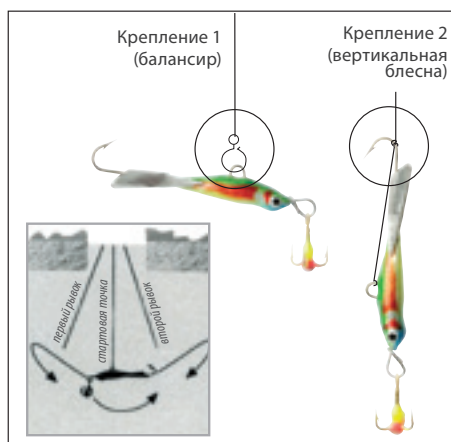 Крепление 1
(балансир)
Крепление 2
(вертикальная
блесна)
первый рывок
стартовая точка
второй рывок